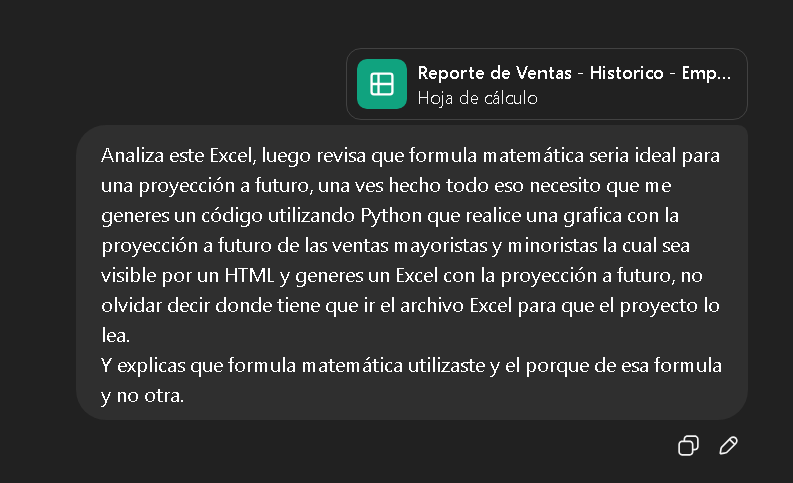 Reporte de Ventas - Historico - Emp...
Hoja de cálculo
Analiza este Excel, luego revisa que formula matemática seria ideal para
una proyección a futuro, una ves hecho todo eso necesito que me
generes un código utilizando Python que realice una grafica con la
proyección a futuro de las ventas mayoristas y minoristas la cual sea
visible por un HTML y generes un Excel con la proyección a futuro, no
olvidar decir donde tiene que ir el archivo Excel para que el proyecto lo
lea.
Y explicas que formula matemática utilizaste y el porque de esa formula
y no otra.